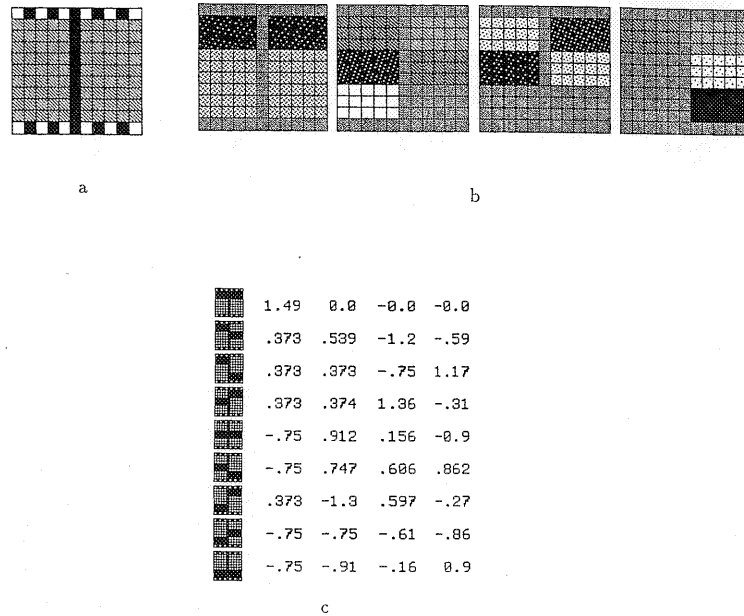 a
b
1.49 0.0 -0.0 -0.0
.373 .539 -1.2 -.59
.373 .373 -.75 1.17
.373 .374 1.36 -.31
-.75 .912 .156 -0.9
-.75 .747 .606 .862
.373 -1.3 .597 -.27
-.75 -.75 -.61 -.86
-.75 -.91 -.16 0.9
c